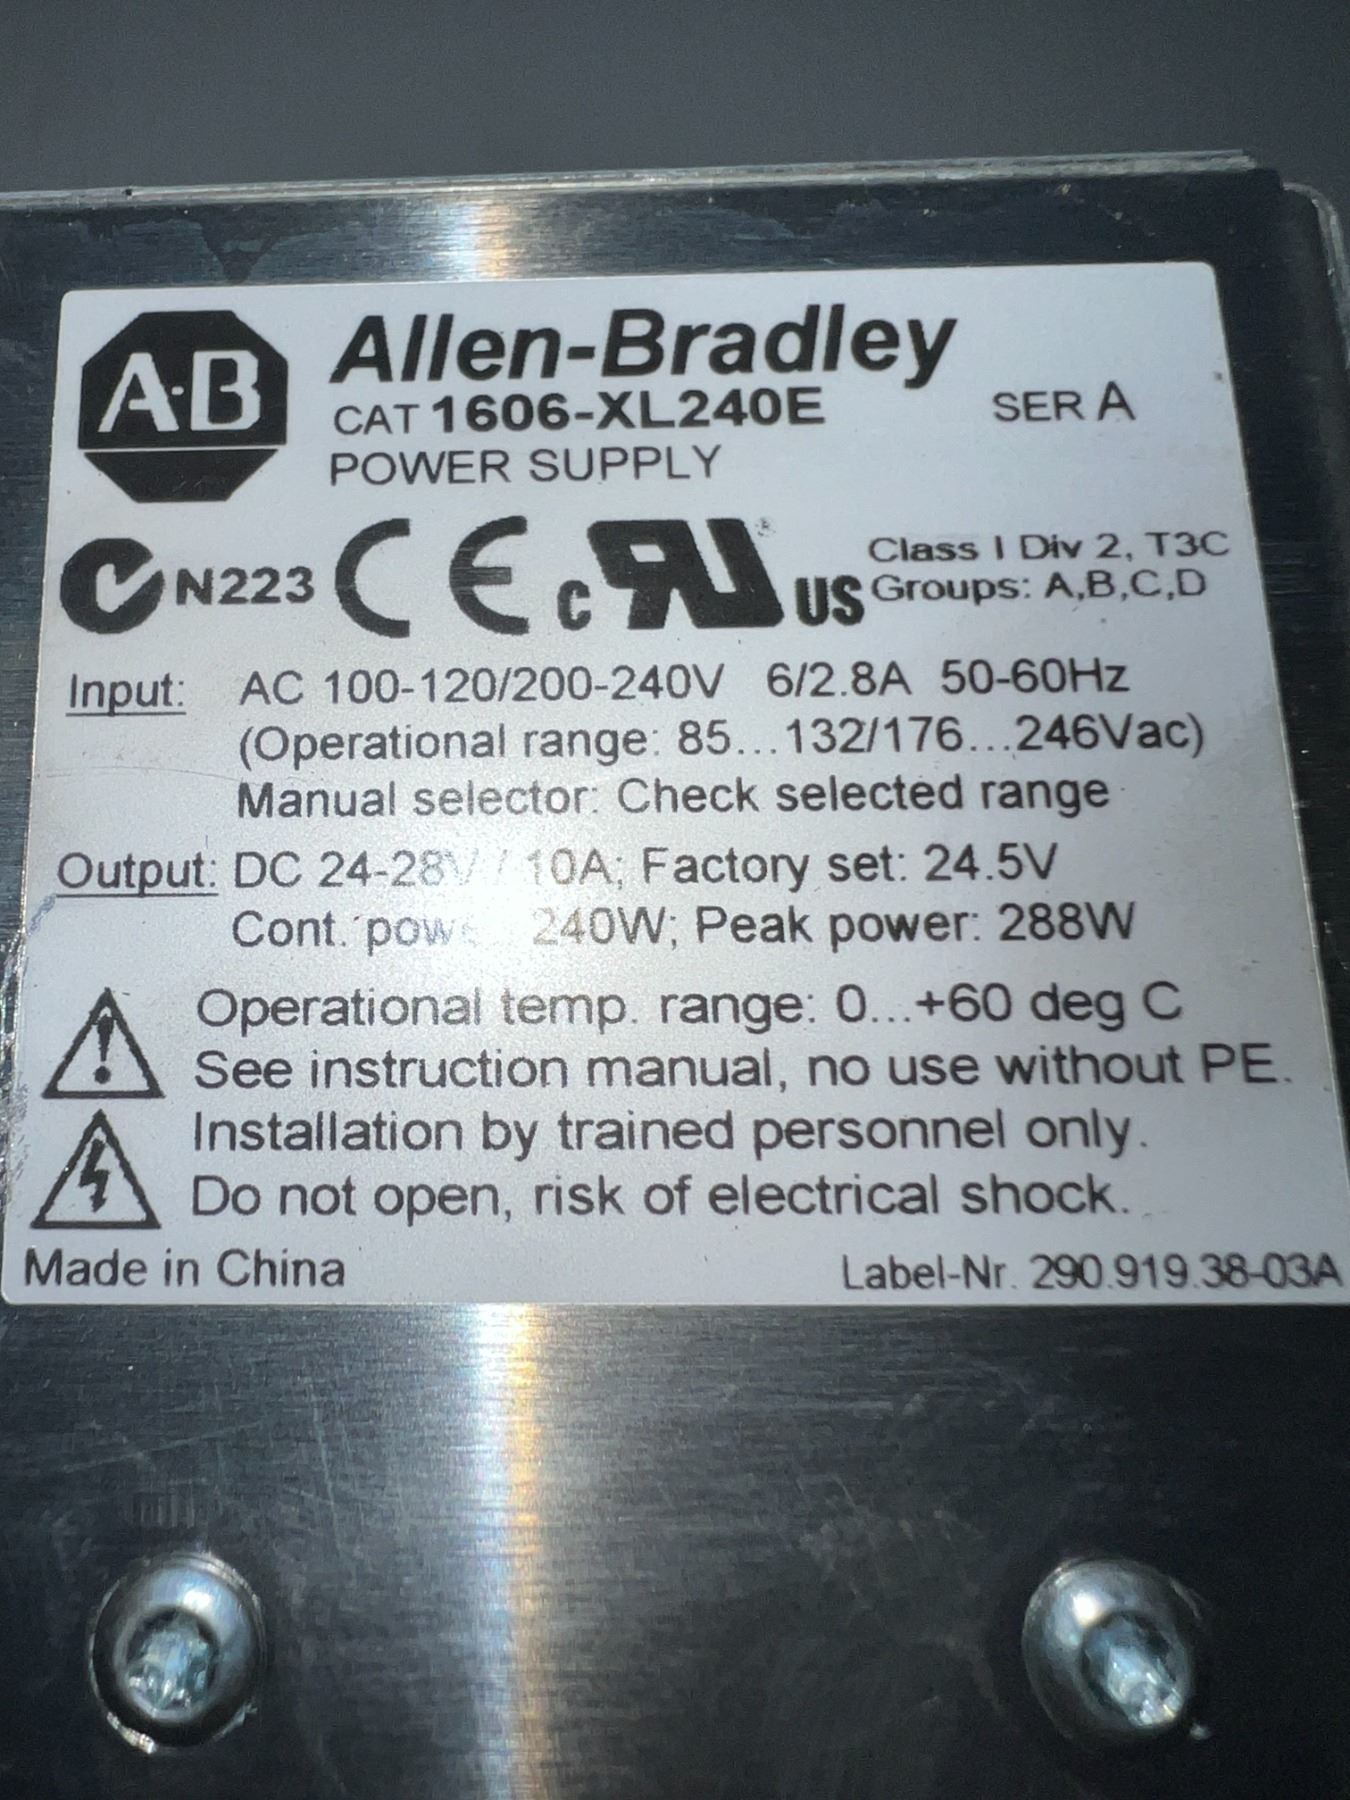 A·B Allen-Bradley
CAT 1606-XL240E SER A
POWER SUPPLY
N223 CE c RU ® US Class I Div 2, T3C
Groups: A,B,C,D
Input: AC 100-120/200-240V 6/2.8A 50-60Hz
(Operational range: 85...132/176...246Vac)
Manual selector: Check selected range
Output: DC 24-28V / 10A; Factory set: 24.5V
Cont. 240W; Peak power: 288W
Operational temp. range: 0...+60 deg C
See instruction manual, no use without PE.
Installation by trained personnel only.
Do not open, risk of electrical shock.
Made in China Label-Nr. 290.919.38-03A